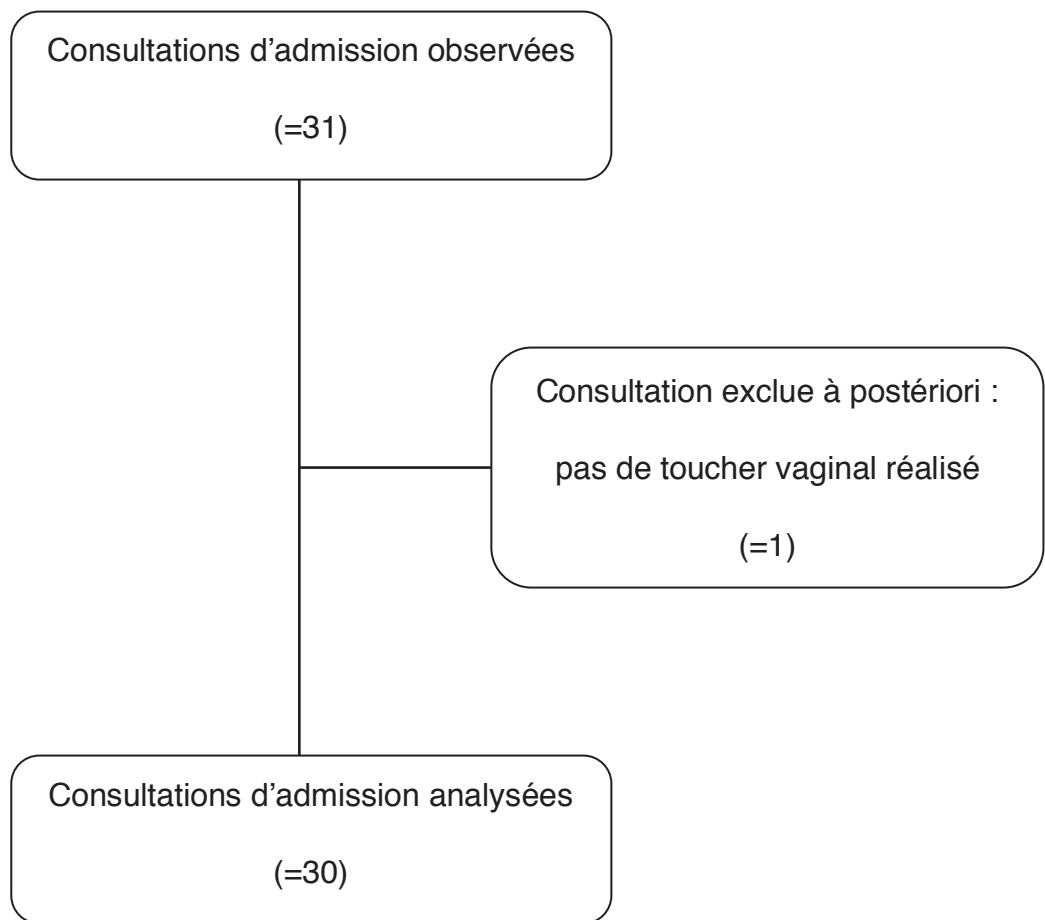 Consultations d’admission observées
(=31)
Consultation exclue à postériori :
pas de toucher vaginal réalisé
(=1)
Consultations d’admission analysées
(=30)